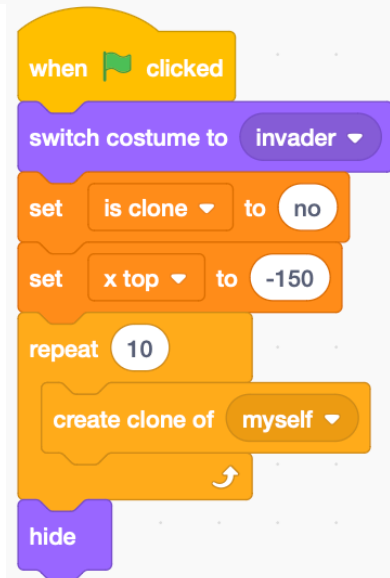 when clicked
switch costume to invader
set is clone to no
set x top to -150
repeat 10
create clone of myself
hide